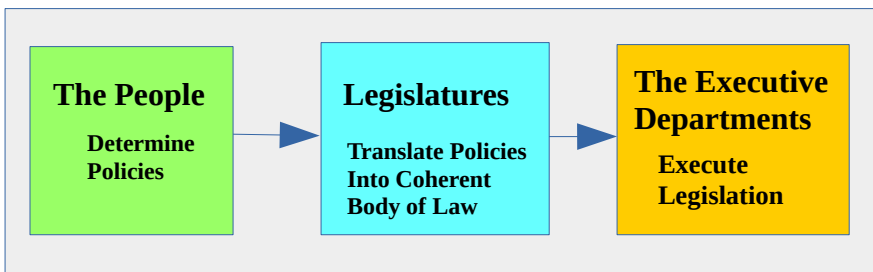 The People
Determine
Policies
Legislatures
Translate Policies
Into Coherent
Body of Law
The Executive
Departments
Execute
Legislation